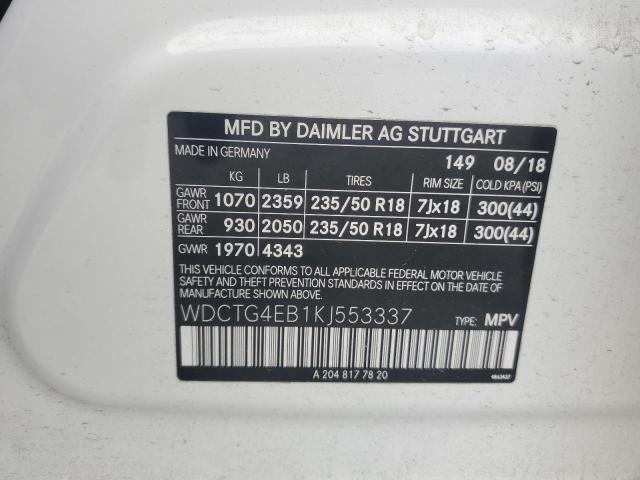 MFD BY DAIMLER AG STUTTGART
MADE IN GERMANY 149 08/18
KG LB TIRES RIM SIZE COLD KPA (PSI)
GAWR FRONT 1070 2359 235/50 R18 7Jx18 300(44)
GAWR REAR 930 2050 235/50 R18 7Jx18 300(44)
GVWR 1970 4343
THIS VEHICLE CONFORMS TO ALL APPLICABLE FEDERAL MOTOR VEHICLE
SAFETY AND THEFT PREVENTION STANDARDS IN EFFECT ON THE DATE
OF MANUFACTURE SHOWN ABOVE.
WDCTG4EB1KJ553337 TYPE: MPV
A 204 817 78 20